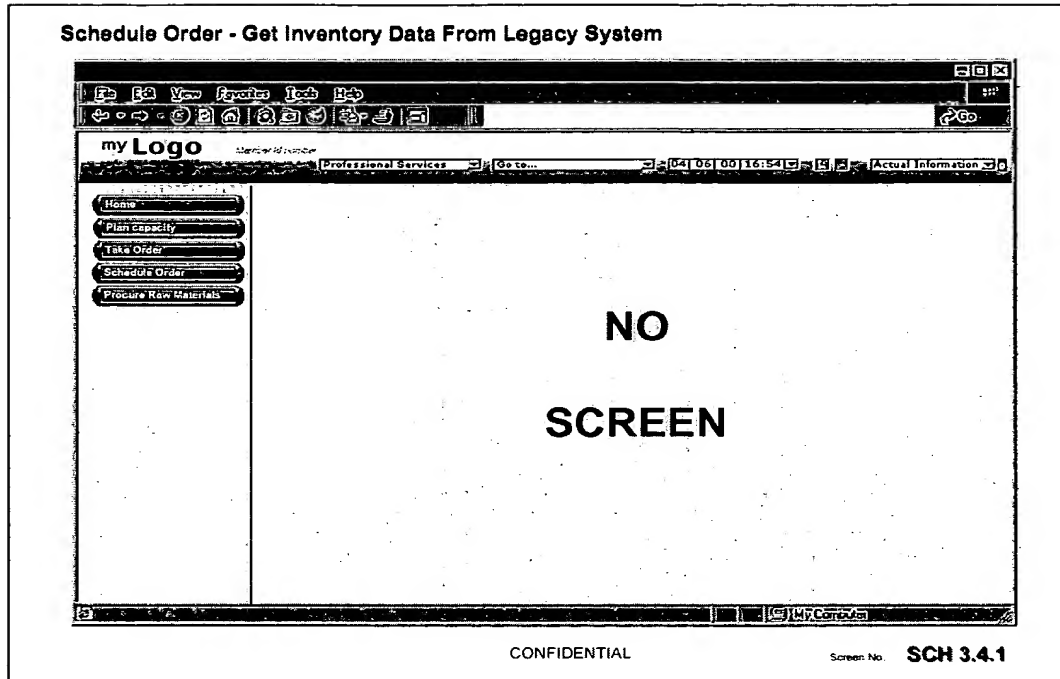 Schedule Order - Get Inventory Data From Legacy System
File Edit View Favorites Tools Help
Go
my Logo
Professional Services Go to... 04 06 00 16:54 Actual Information
Home
Plan capacity
Take Order
Schedule Order
Procure Raw Materials
NO
SCREEN
My Computer
CONFIDENTIAL
Screen No. SCH 3.4.1